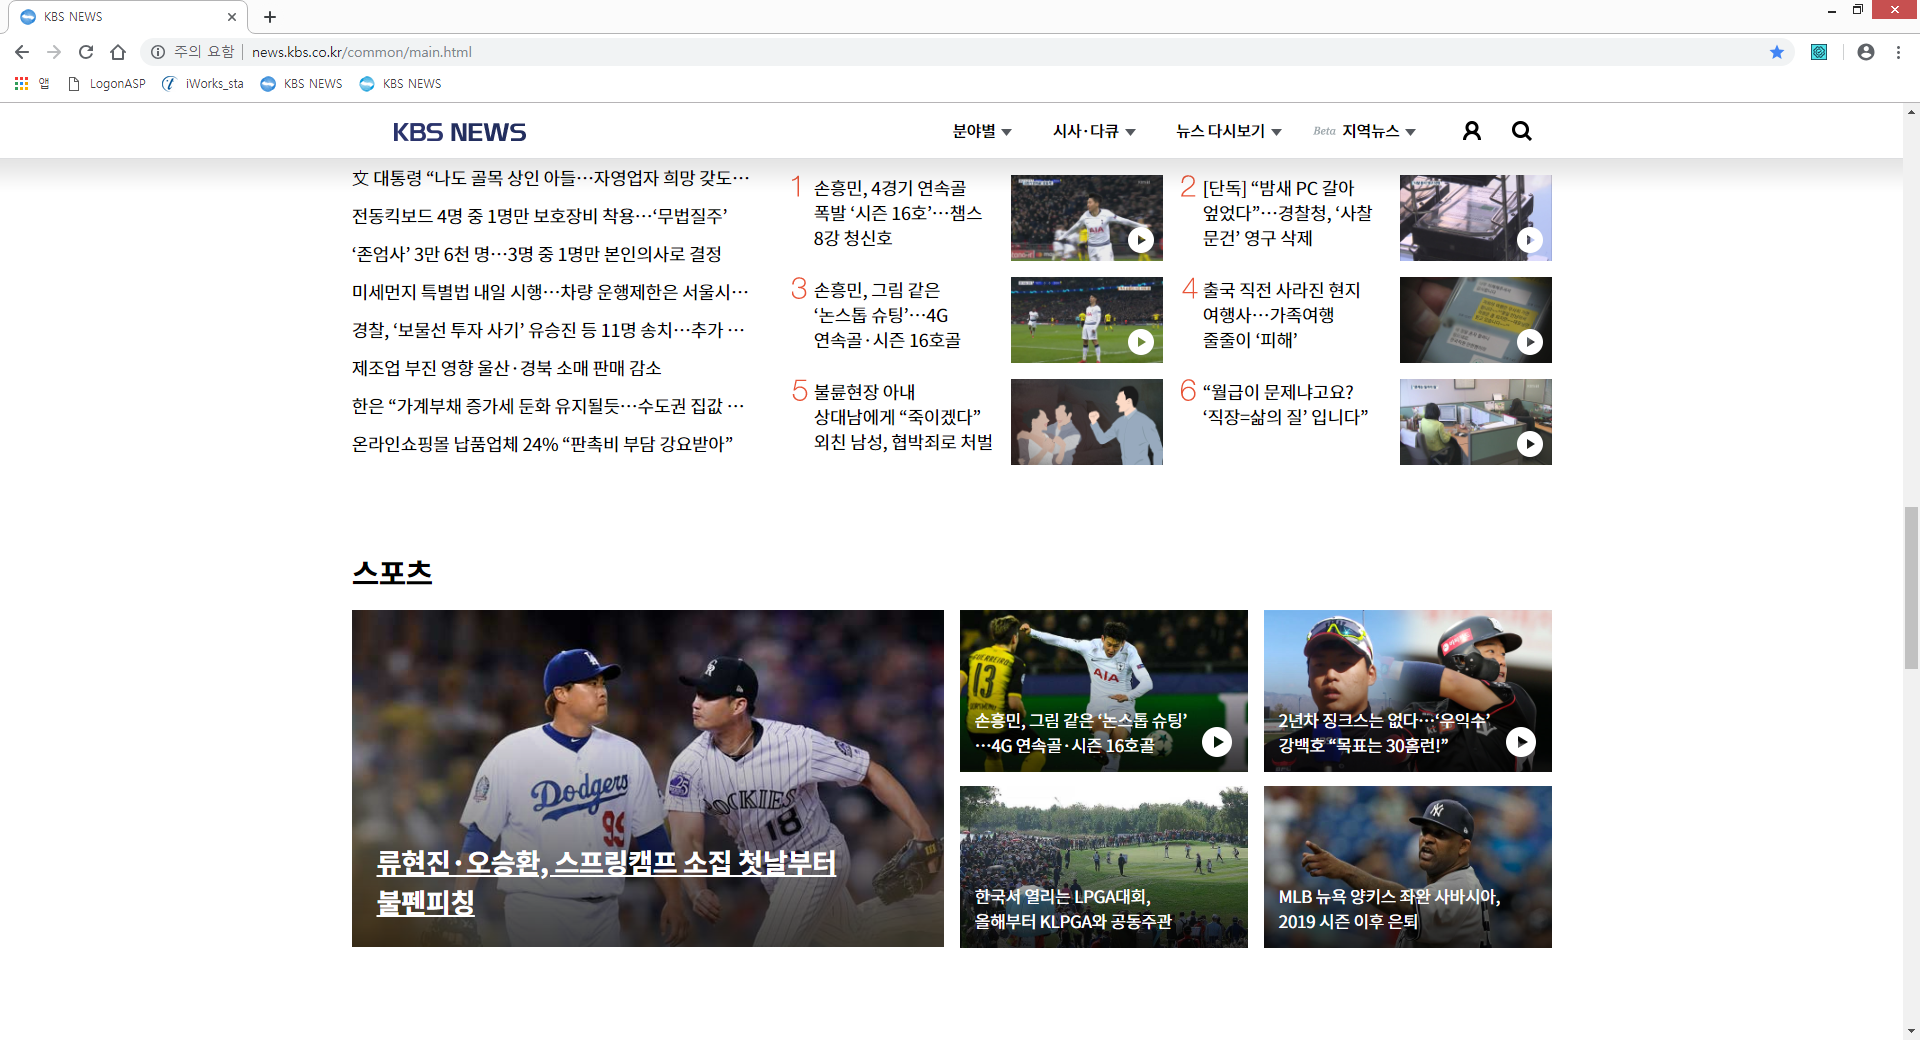 KBS NEWS
주의 요함
news.kbs.co.kr/common/main.html
앱
LogonASP
iWorks_sta
KBS NEWS
KBS NEWS
KBS NEWS
분야별
시사·다큐
뉴스 다시보기
Beta 지역뉴스
文 대통령 “나도 골목 상인 아들…자영업자 희망 갖도…
전동킥보드 4명 중 1명만 보호장비 착용…‘무법질주’
‘존엄사’ 3만 6천 명…3명 중 1명만 본인의사로 결정
미세먼지 특별법 내일 시행…차량 운행제한은 서울시…
경찰, ‘보물선 투자 사기’ 유승진 등 11명 송치…추가 …
제조업 부진 영향 울산·경북 소매 판매 감소
한은 “가계부채 증가세 둔화 유지될듯…수도권 집값 …
온라인쇼핑몰 납품업체 24% “판촉비 부담 강요받아”
1 손흥민, 4경기 연속골
폭발 ‘시즌 16호’…챔스
8강 청신호
2 [단독] “밤새 PC 갈아
엎었다”…경찰청, ‘사찰
문건’ 영구 삭제
3 손흥민, 그림 같은
‘논스톱 슈팅’…4G
연속골·시즌 16호골
4 출국 직전 사라진 현지
여행사…가족여행
줄줄이 ‘피해’
5 불륜현장 아내
상대남에게 “죽이겠다”
외친 남성, 협박죄로 처벌
6 “월급이 문제냐고요?
‘직장=삶의 질’ 입니다”
스포츠
Dodgers
99
ROCKIES
18
류현진·오승환, 스프링캠프 소집 첫날부터
불펜피칭
GUERREIRO
13
AIA
손흥민, 그림 같은 ‘논스톱 슈팅’
…4G 연속골·시즌 16호골
2년차 징크스는 없다…‘우익수’
강백호 “목표는 30홈런!”
한국서 열리는 LPGA대회,
올해부터 KLPGA와 공동주관
MLB 뉴욕 양키스 좌완 사바시아,
2019 시즌 이후 은퇴